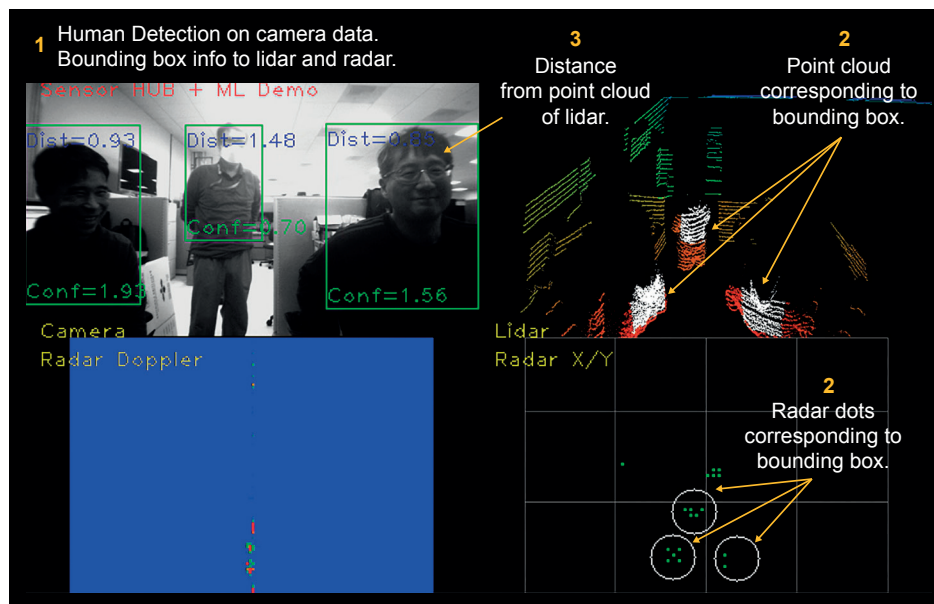 1 Human Detection on camera data.
Bounding box info to lidar and radar.
3
Distance
from point cloud
of lidar.
2
Point cloud
corresponding to
bounding box.
Sensor HUB + ML Demo
Dist=0.93
Dist=1.48
Dist=0.85
Conf=0.70
Conf=1.93
Conf=1.56
Camera
Lidar
Radar Doppler
Radar X/Y
2
Radar dots
corresponding to
bounding box.